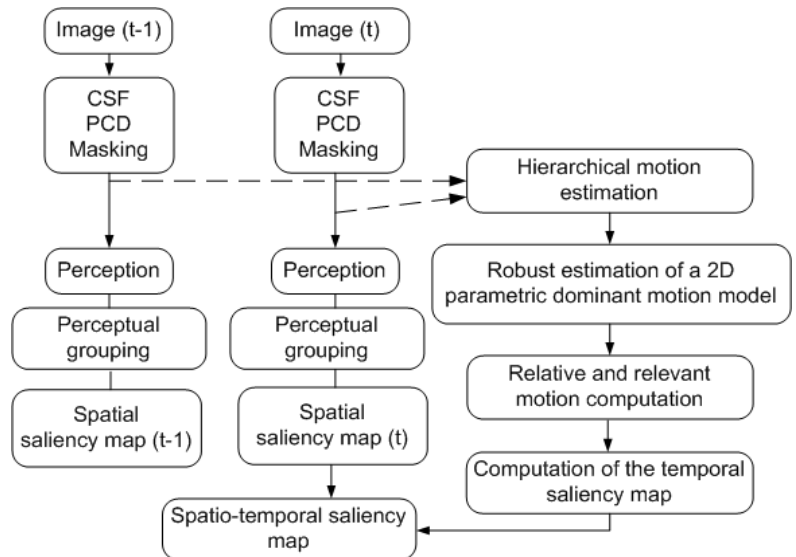 Image (t-1)
Image (t)
CSF
PCD
Masking
CSF
PCD
Masking
Hierarchical motion
estimation
Perception
Perception
Robust estimation of a 2D
parametric dominant motion model
Perceptual
grouping
Perceptual
grouping
Relative and relevant
motion computation
Spatial
saliency map (t-1)
Spatial
saliency map (t)
Computation of the temporal
saliency map
Spatio-temporal saliency
map